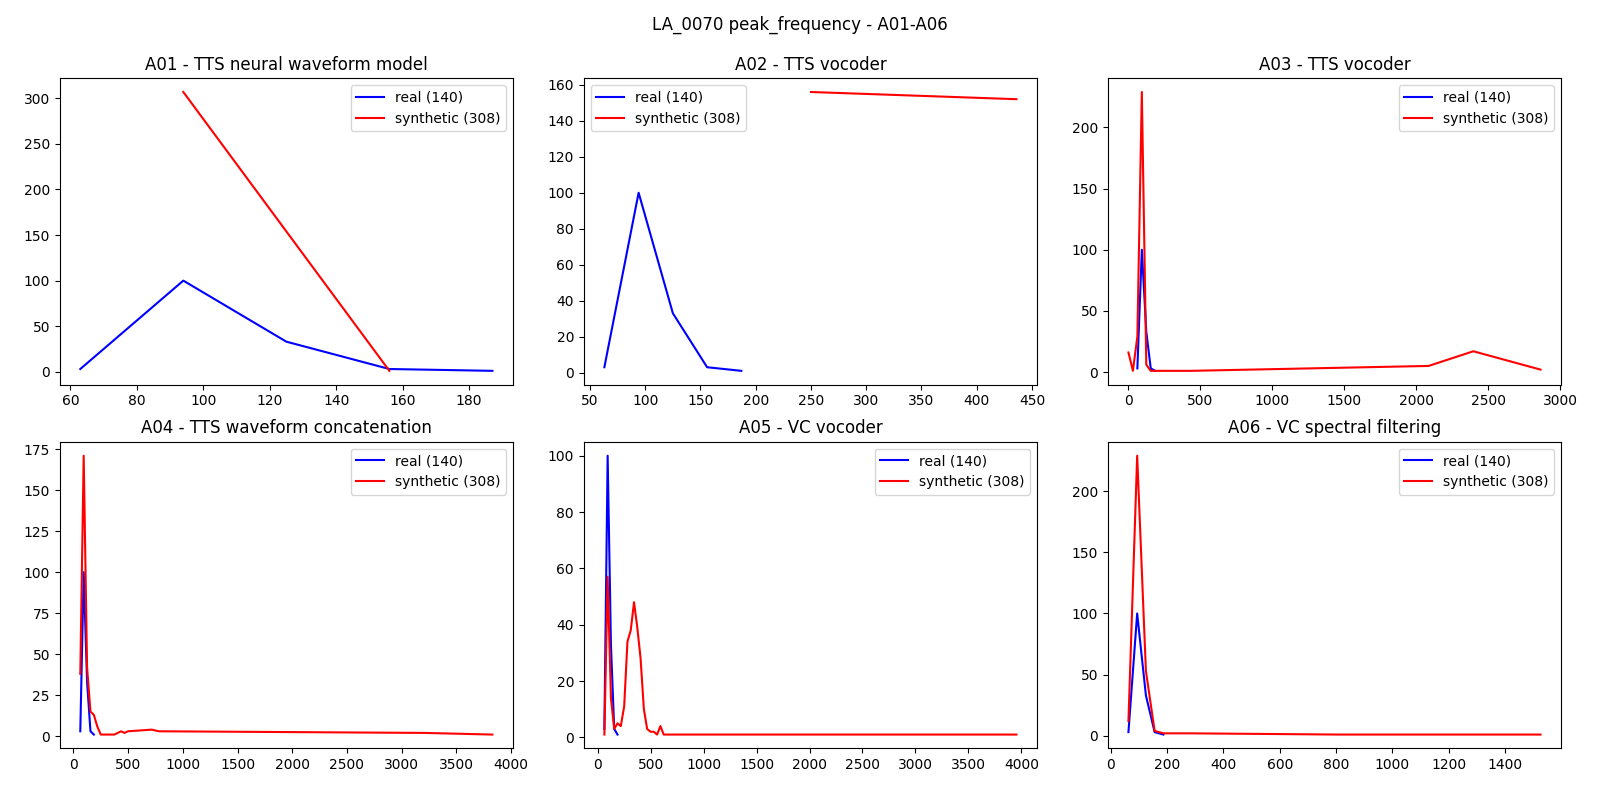 LA_0070 peak_frequency - A01-A06
A01 - TTS neural waveform model
real (140)
synthetic (308)
300
250
200
150
100
50
0
60 80 100 120 140 160 180
A02 - TTS vocoder
real (140)
synthetic (308)
160
140
120
100
80
60
40
20
0
50 100 150 200 250 300 350 400 450
A03 - TTS vocoder
real (140)
synthetic (308)
200
150
100
50
0
0 500 1000 1500 2000 2500 3000
A04 - TTS waveform concatenation
real (140)
synthetic (308)
175
150
125
100
75
50
25
0
0 500 1000 1500 2000 2500 3000 3500 4000
A05 - VC vocoder
real (140)
synthetic (308)
100
80
60
40
20
0
0 500 1000 1500 2000 2500 3000 3500 4000
A06 - VC spectral filtering
real (140)
synthetic (308)
200
150
100
50
0
0 200 400 600 800 1000 1200 1400